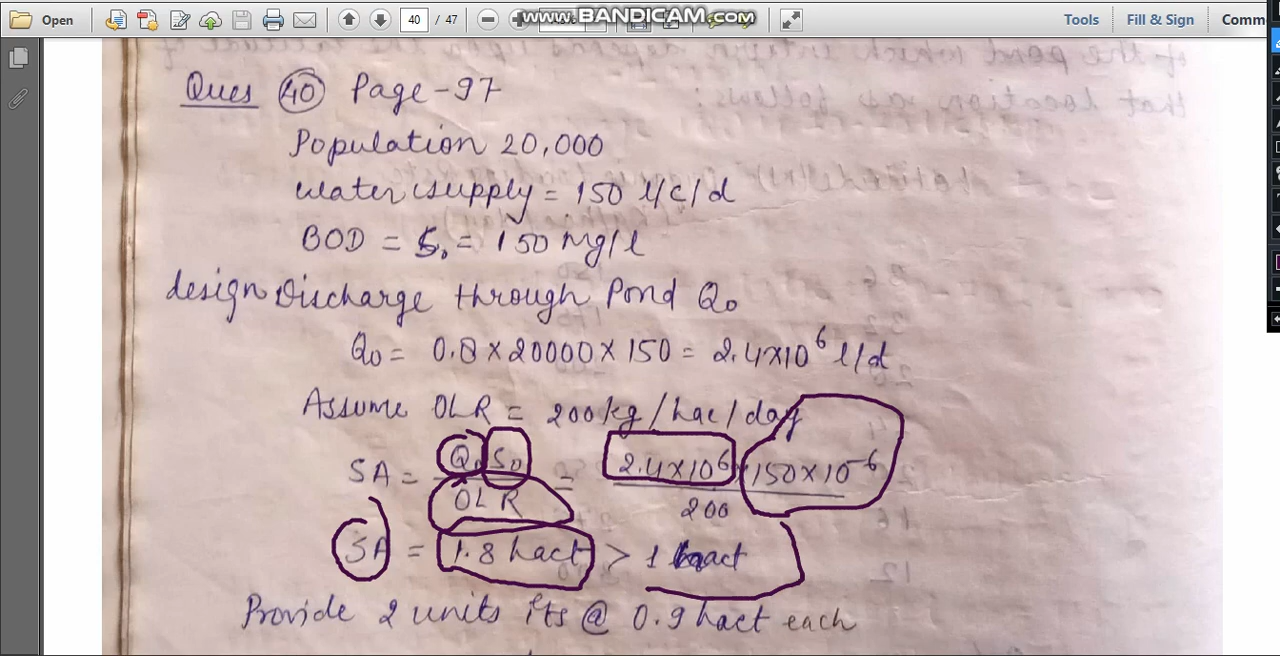 Open
40 / 47
www.BANDICAM.com
Tools
Fill & Sign
Comm
Ques 40 Page-97
Population 20,000
water supply = 150 l/c/d
BOD = S₀ = 150 mg/l
design Discharge through Pond Q₀
Q₀ = 0.8 × 20000 × 150 = 2.4×10⁶ l/d
Assume OLR = 200 kg/hac/day
SA = Q₀ S₀ / OLR = 2.4×10⁶ × 150×10⁻⁶ / 200
SA = 1.8 hact > 1 hact
Provide 2 units @ 0.9 hact each